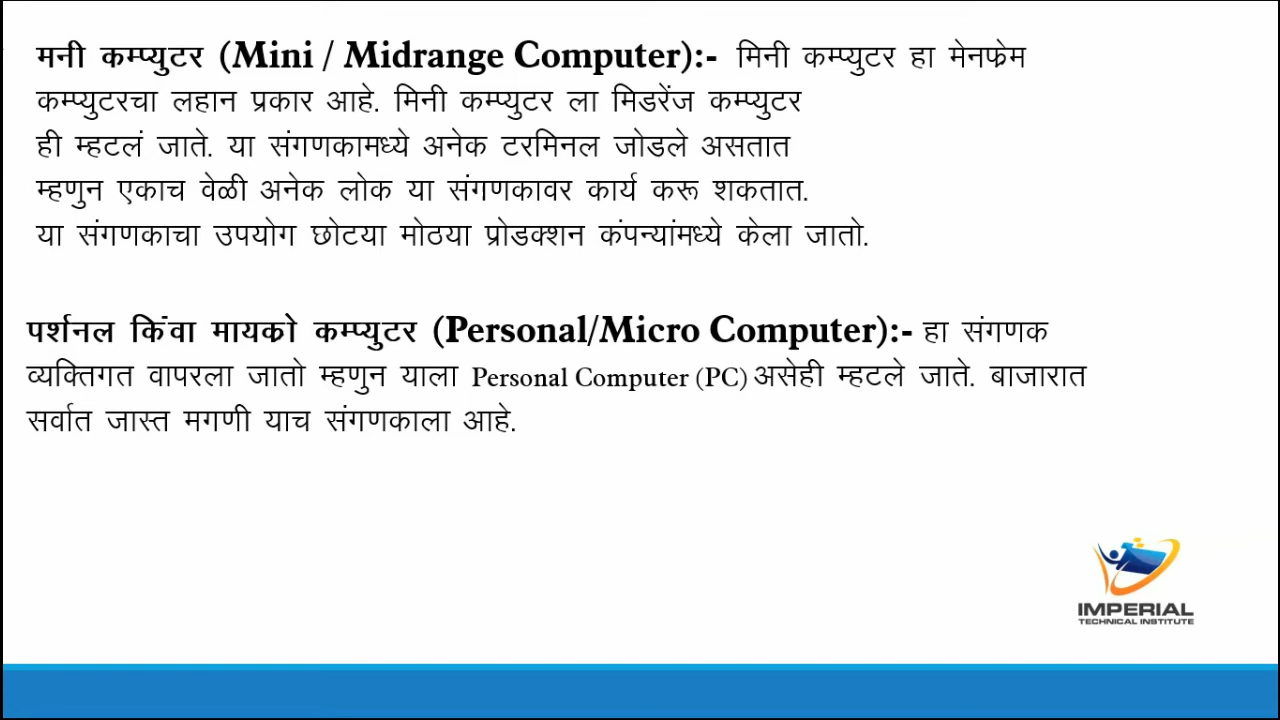 मनी कम्प्युटर (Mini / Midrange Computer):- मिनी कम्प्युटर हा मेनफ्रेम
कम्प्युटरचा लहान प्रकार आहे. मिनी कम्प्युटर ला मिडरेंज कम्प्युटर
ही म्हटलं जाते. या संगणकामध्ये अनेक टरमिनल जोडले असतात
म्हणुन एकाच वेळी अनेक लोक या संगणकावर कार्य करू शकतात.
या संगणकाचा उपयोग छोटया मोठया प्रोडक्शन कंपन्यांमध्ये केला जातो.
पर्शनल किंवा मायक्रो कम्प्युटर (Personal/Micro Computer):- हा संगणक
व्यक्तिगत वापरला जातो म्हणुन याला Personal Computer (PC) असेही म्हटले जाते. बाजारात
सर्वात जास्त मगणी याच संगणकाला आहे.
IMPERIAL
TECHNICAL INSTITUTE